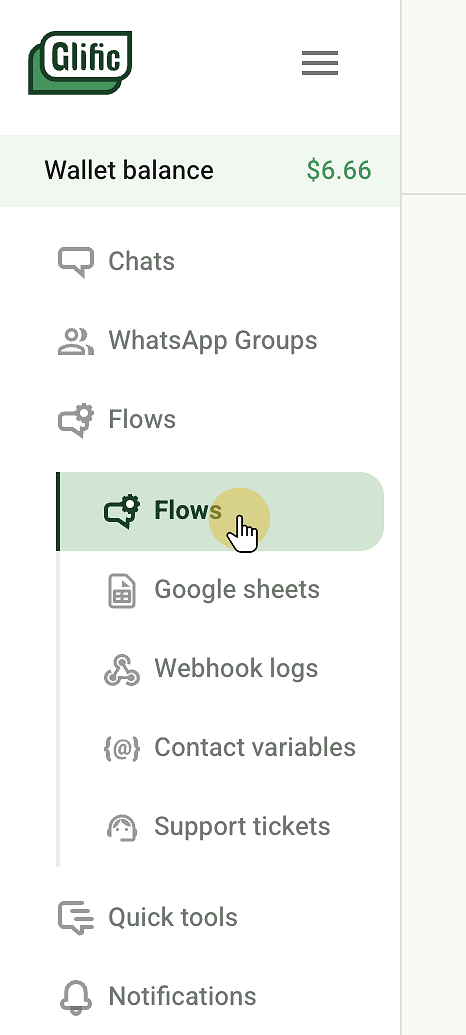 Glific
Wallet balance $6.66
Chats
WhatsApp Groups
Flows
Flows
Google sheets
Webhook logs
{@} Contact variables
Support tickets
Quick tools
Notifications